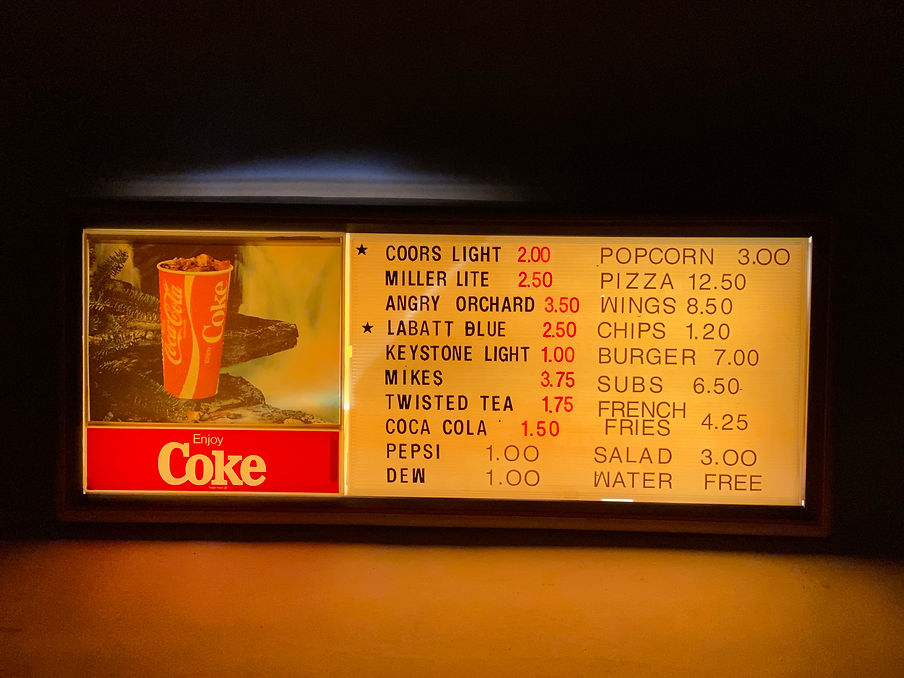 Coca-Cola
Enjoy
Coke
Enjoy
Coke
★ COORS LIGHT 2.00
MILLER LITE 2.50
ANGRY ORCHARD 3.50
★ LABATT BLUE 2.50
KEYSTONE LIGHT 1.00
MIKES 3.75
TWISTED TEA 1.75
COCA COLA 1.50
PEPSI 1.00
DEW 1.00
POPCORN 3.00
PIZZA 12.50
WINGS 8.50
CHIPS 1.20
BURGER 7.00
SUBS 6.50
FRENCH
FRIES 4.25
SALAD 3.00
WATER FREE